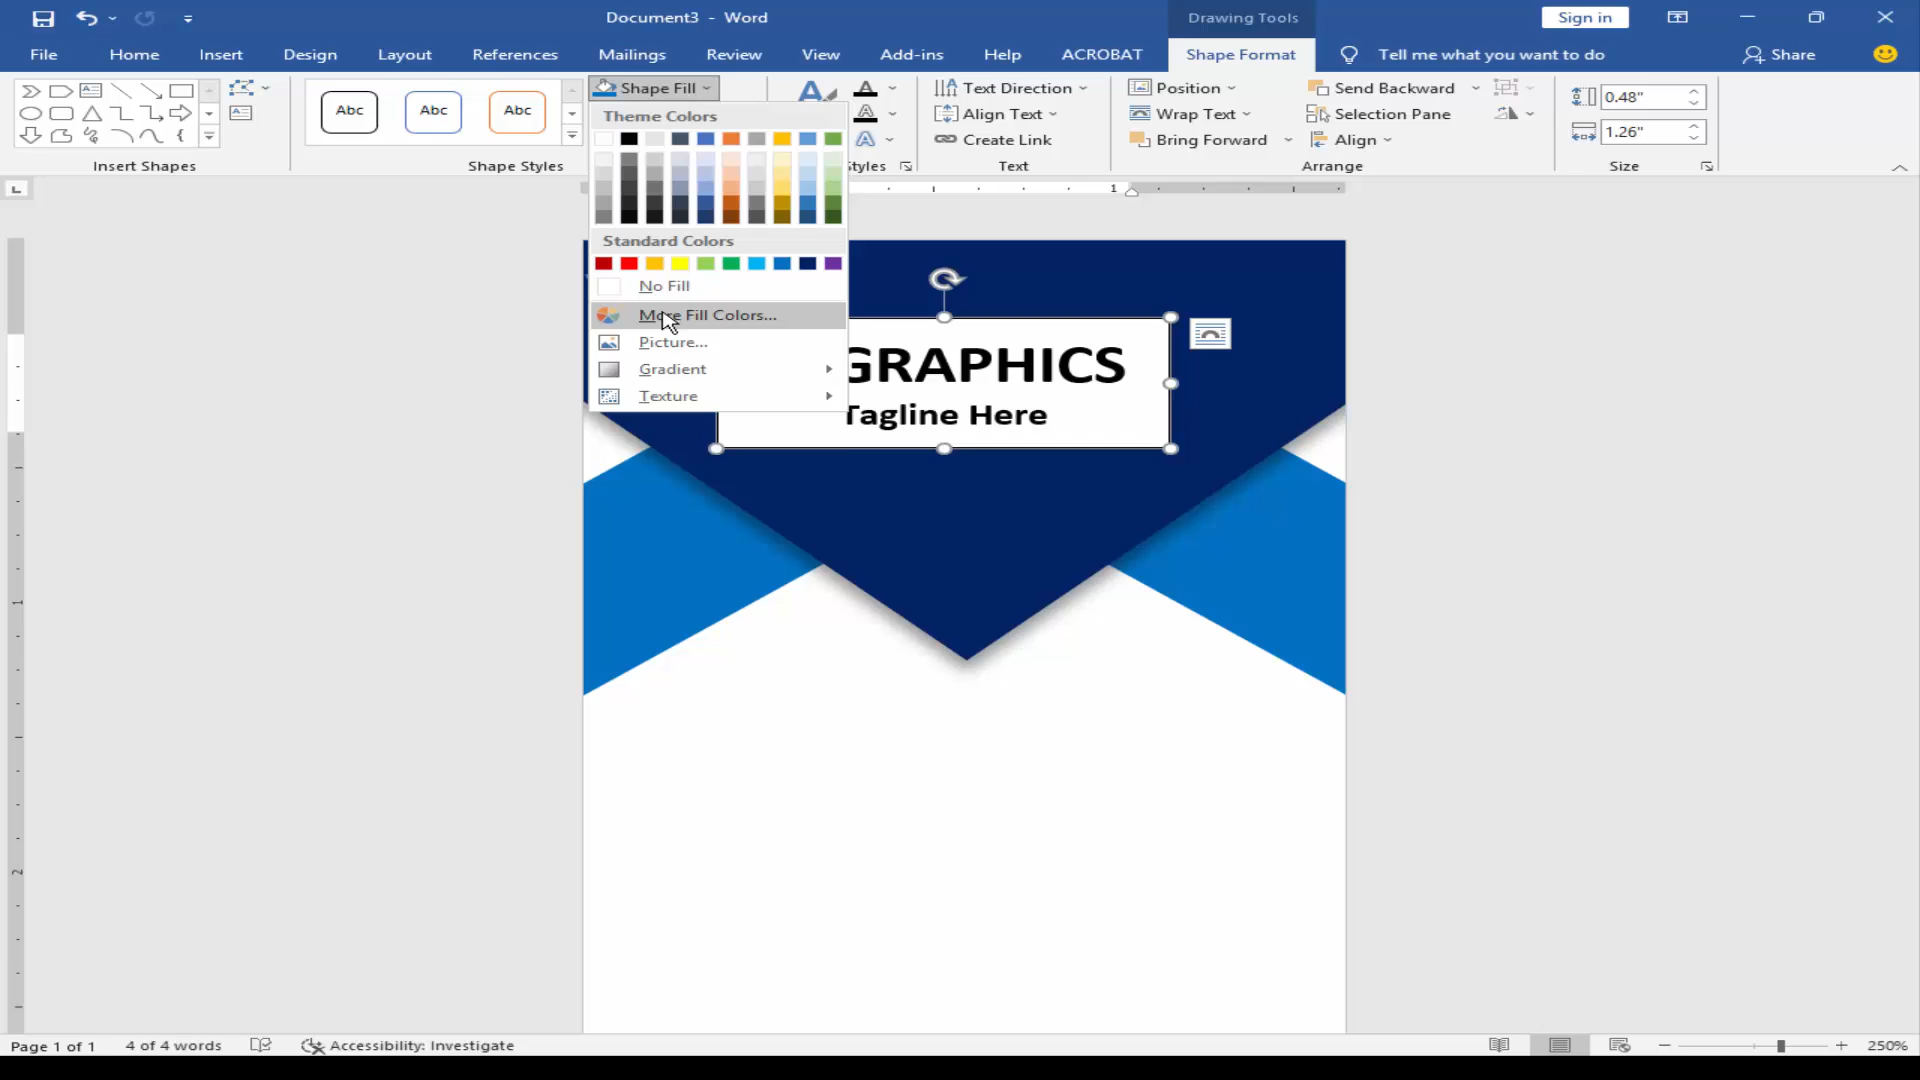 Document3 - Word
Drawing Tools
Sign in
File
Home
Insert
Design
Layout
References
Mailings
Review
View
Add-ins
Help
ACROBAT
Shape Format
Tell me what you want to do
Share
Abc
Abc
Abc
Shape Fill
Text Direction
Position
Send Backward
0.48"
Align Text
Wrap Text
Selection Pane
Create Link
Bring Forward
Align
1.26"
Insert Shapes
Shape Styles
Text
Arrange
Size
Theme Colors
Standard Colors
No Fill
More Fill Colors...
Picture...
Gradient
Texture
1
GRAPHICS
Tagline Here
1
2
Page 1 of 1
4 of 4 words
Accessibility: Investigate
250%